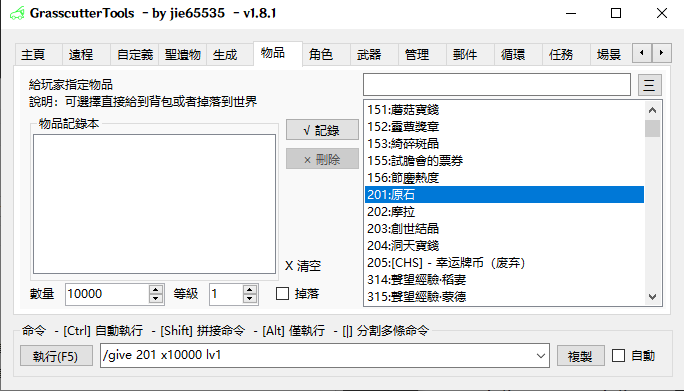 GrasscutterTools - by jie65535 - v1.8.1
主頁 遠程 自定義 聖遺物 生成 物品 角色 武器 管理 郵件 循環 任務 場景
給玩家指定物品
說明：可選擇直接給到背包或者掉落到世界
物品記錄本
√ 記錄
× 刪除
X 清空
數量 10000 等級 1 掉落
三
151:蘑菇寶錢
152:靈蕈獎章
153:綺碎斑晶
155:試膽會的票券
156:節慶熱度
201:原石
202:摩拉
203:創世結晶
204:洞天寶錢
205:[CHS] - 幸运牌币（废弃）
314:聲望經驗·稻妻
315:聲望經驗·蒙德
命令 - [Ctrl] 自動執行 - [Shift] 拼接命令 - [Alt] 僅執行 - [|] 分割多條命令
執行(F5) /give 201 x10000 lv1 複製 自動